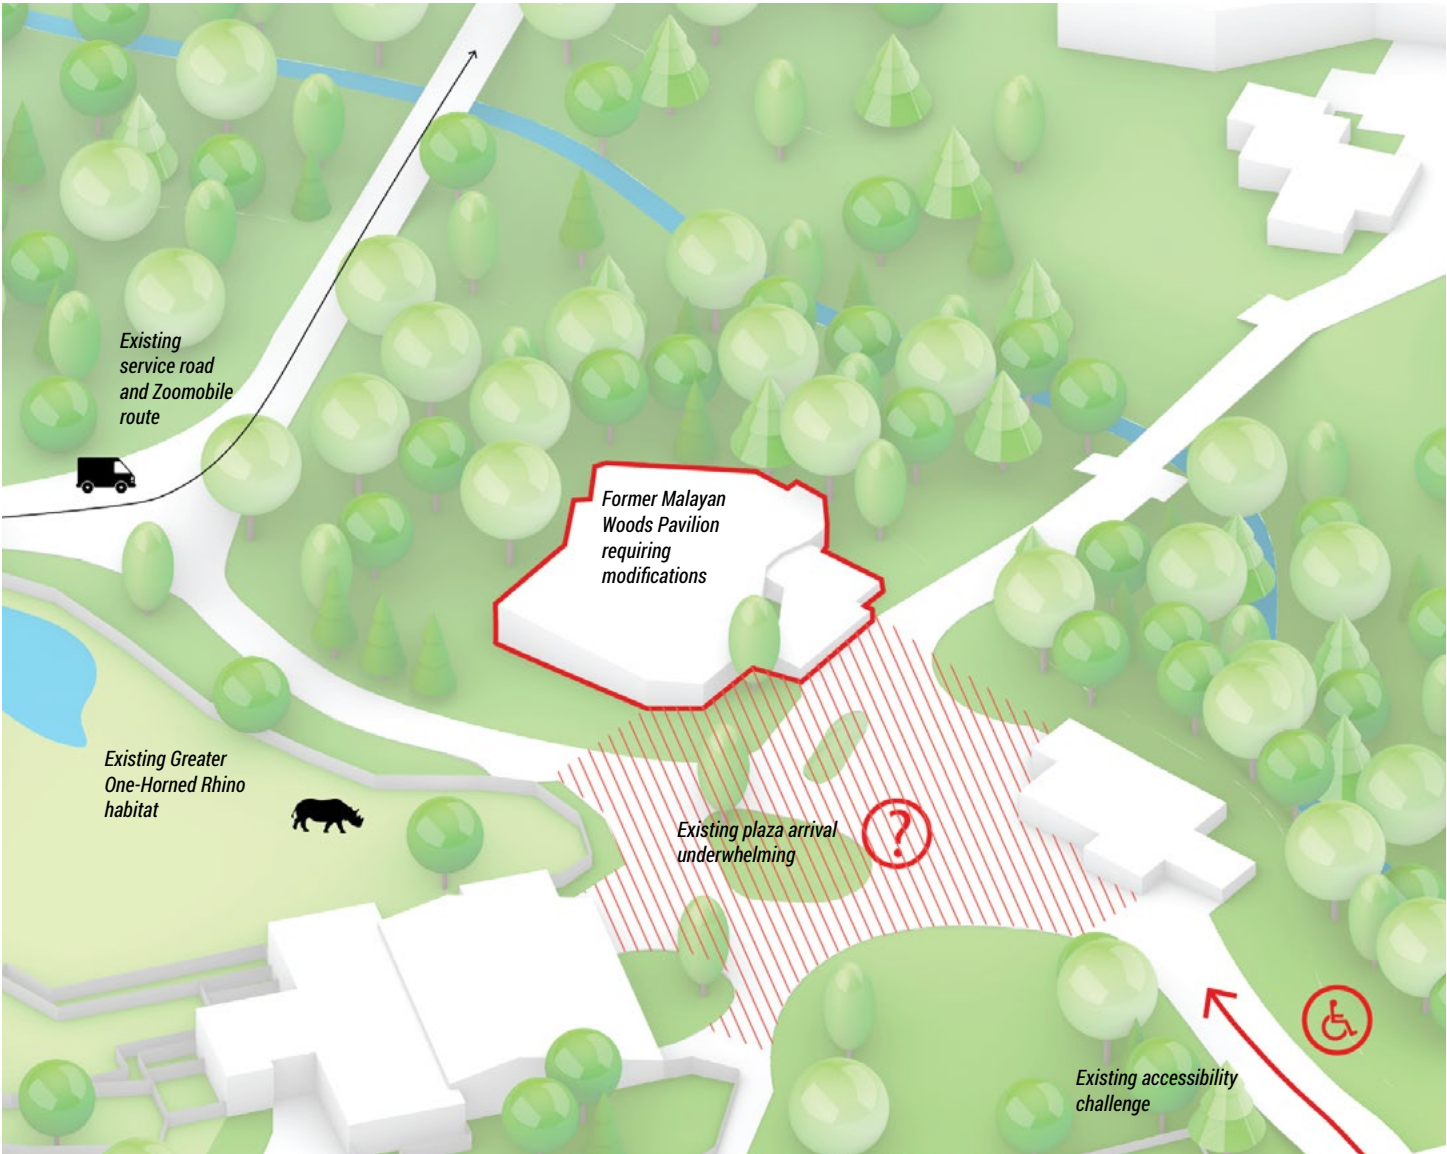 Existing
service road
and Zoomobile
route
Former Malayan
Woods Pavilion
requiring
modifications
Existing Greater
One-Horned Rhino
habitat
Existing plaza arrival
underwhelming
?
Existing accessibility
challenge